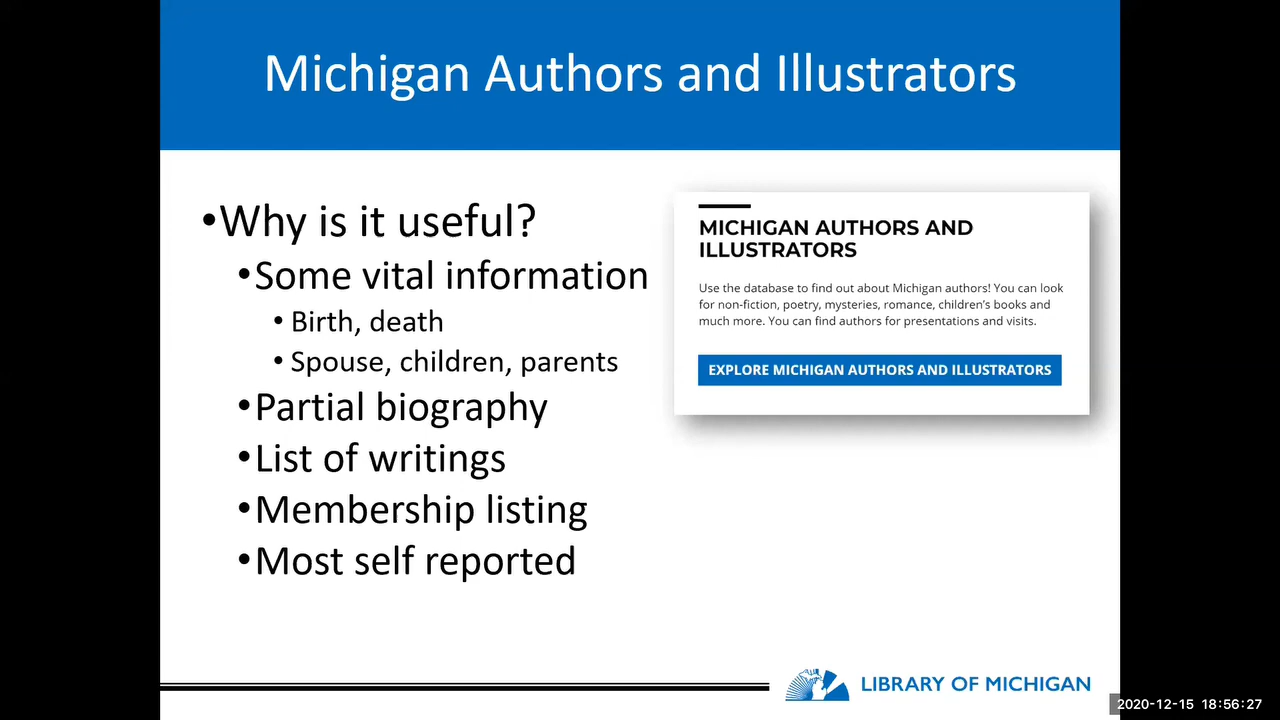 Michigan Authors and Illustrators
•Why is it useful?
•Some vital information
• Birth, death
• Spouse, children, parents
•Partial biography
•List of writings
•Membership listing
•Most self reported
MICHIGAN AUTHORS AND
ILLUSTRATORS
Use the database to find out about Michigan authors! You can look
for non-fiction, poetry, mysteries, romance, children's books and
much more. You can find authors for presentations and visits.
EXPLORE MICHIGAN AUTHORS AND ILLUSTRATORS
LIBRARY OF MICHIGAN
2020-12-15 18:56:27